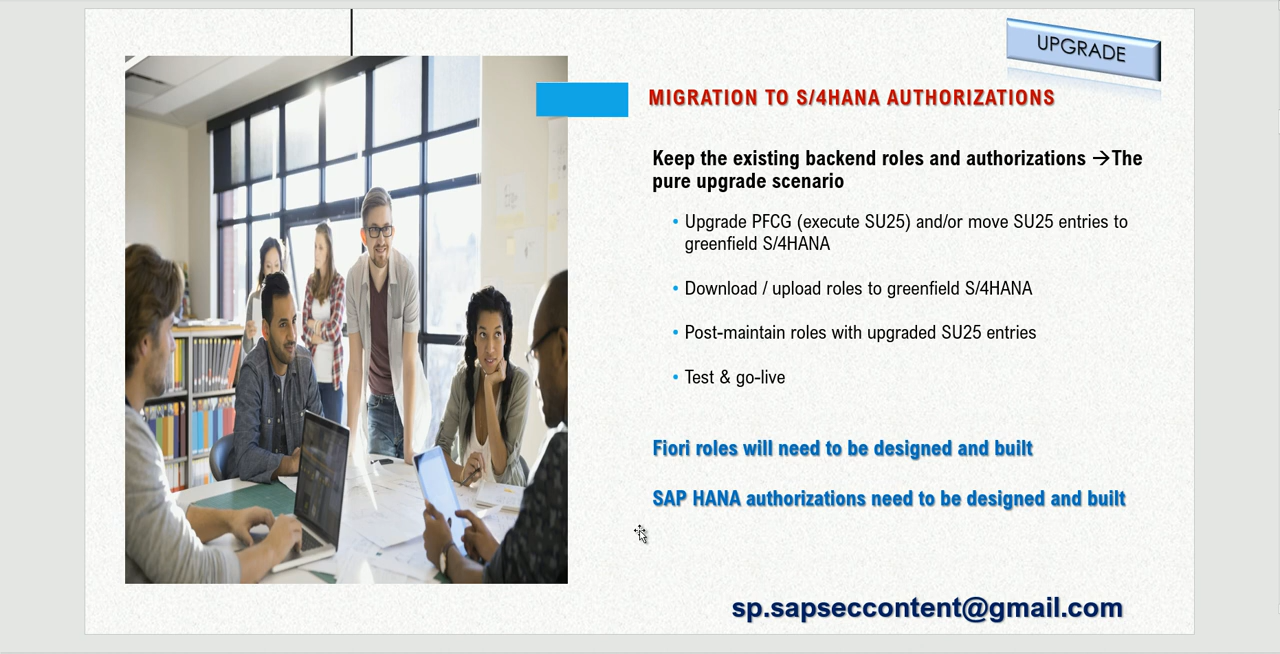 UPGRADE
MIGRATION TO S/4HANA AUTHORIZATIONS
Keep the existing backend roles and authorizations →The
pure upgrade scenario
• Upgrade PFCG (execute SU25) and/or move SU25 entries to
greenfield S/4HANA
• Download / upload roles to greenfield S/4HANA
• Post-maintain roles with upgraded SU25 entries
• Test & go-live
Fiori roles will need to be designed and built
SAP HANA authorizations need to be designed and built
sp.sapseccontent@gmail.com